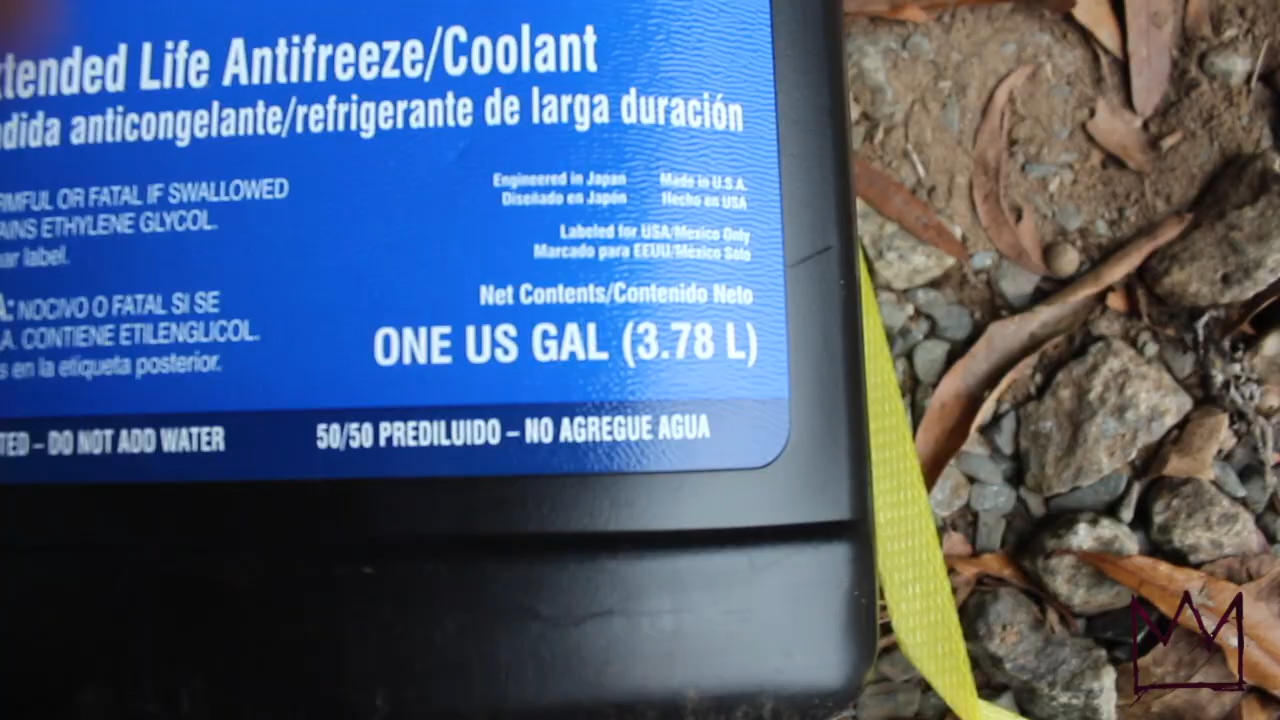 xtended Life Antifreeze/Coolant
dida anticongelante/refrigerante de larga duración
RMFUL OR FATAL IF SWALLOWED
AINS ETHYLENE GLYCOL.
ar label.
A: NOCIVO O FATAL SI SE
A. CONTIENE ETILENGLICOL.
s en la etiqueta posterior.
Engineered in Japan Made in U.S.A.
Diseñado en Japón Hecho en USA
Labeled for USA/Mexico Only
Marcado para EEUU/México Solo
Net Contents/Contenido Neto
ONE US GAL (3.78 L)
TED – DO NOT ADD WATER 50/50 PREDILUIDO – NO AGREGUE AGUA